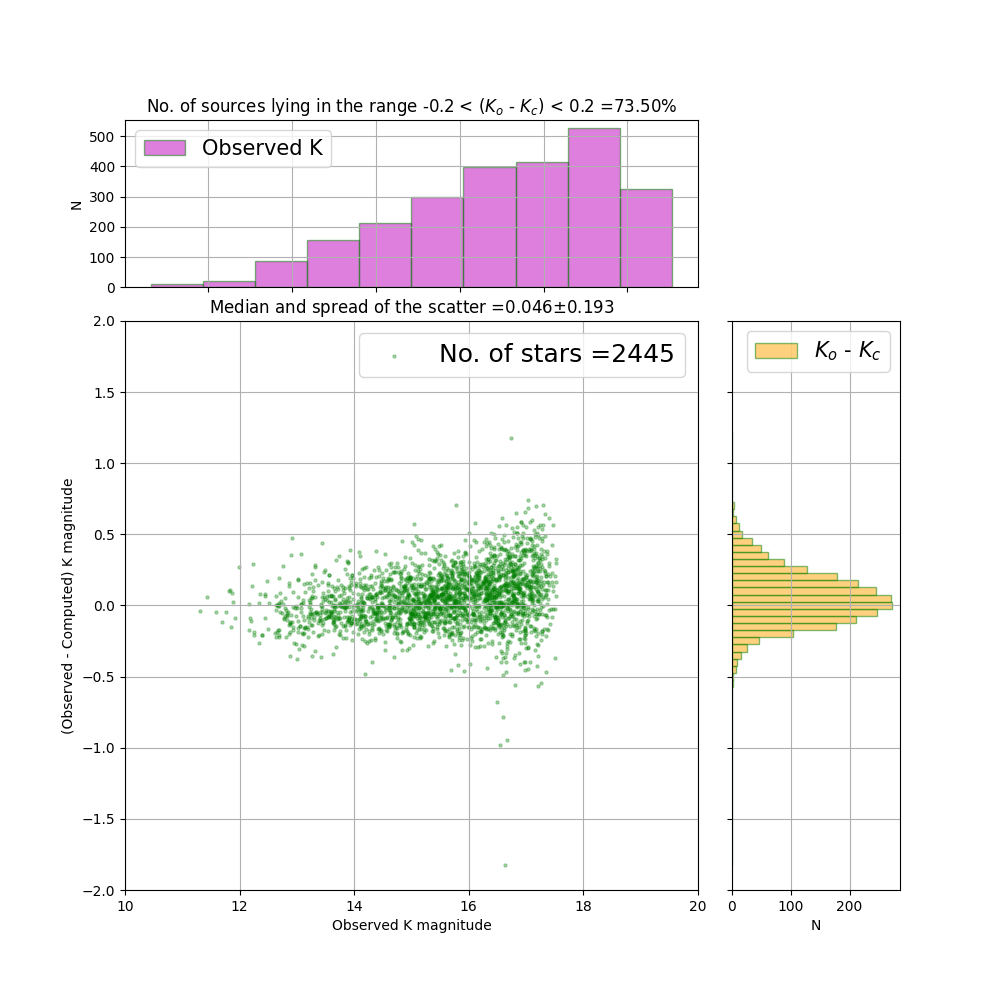 No. of sources lying in the range -0.2 < (K_o - K_c) < 0.2 =73.50%
500
400
300
200
100
0
N
Observed K
Median and spread of the scatter =0.046±0.193
2.0
1.5
1.0
0.5
0.0
−0.5
−1.0
−1.5
−2.0
(Observed - Computed) K magnitude
No. of stars =2445
10 12 14 16 18 20
Observed K magnitude
K_o - K_c
0 100 200
N